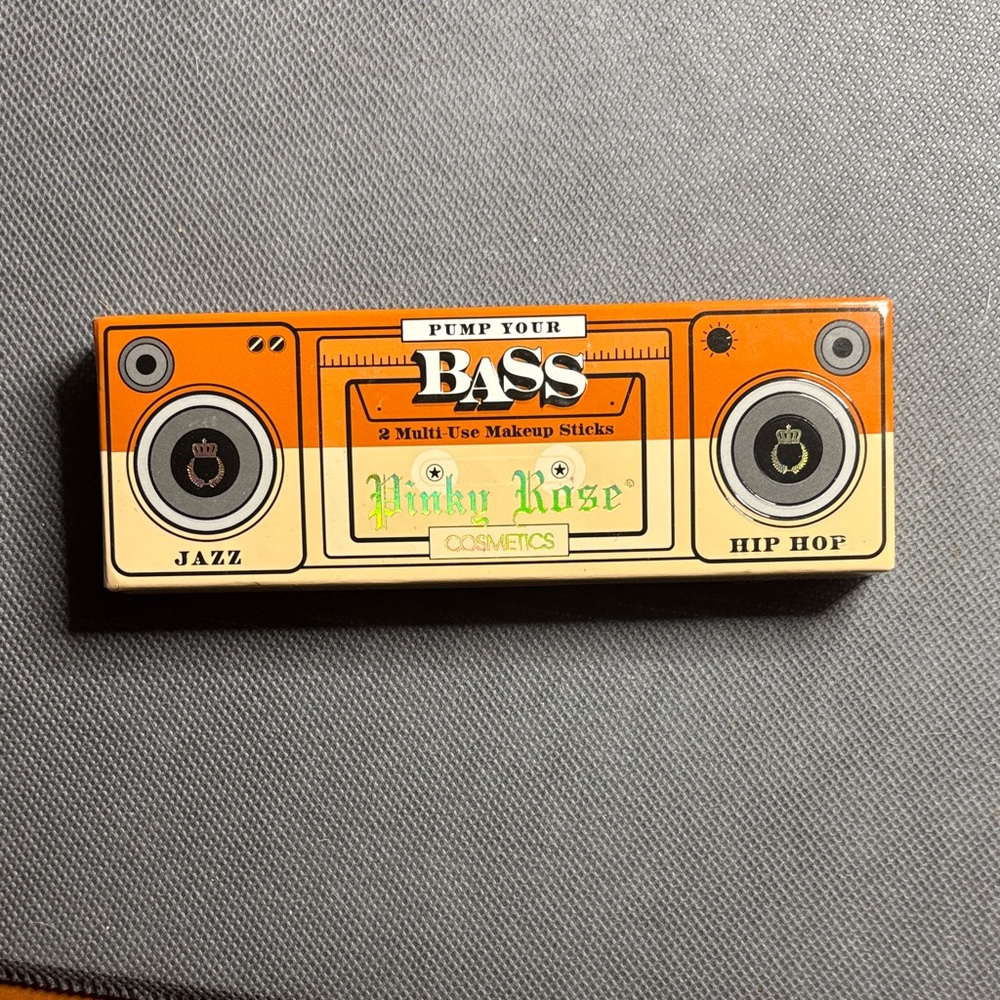 PUMP YOUR
BASS
2 Multi-Use Makeup Sticks
Pinky Rose®
COSMETICS
JAZZ
HIP HOP